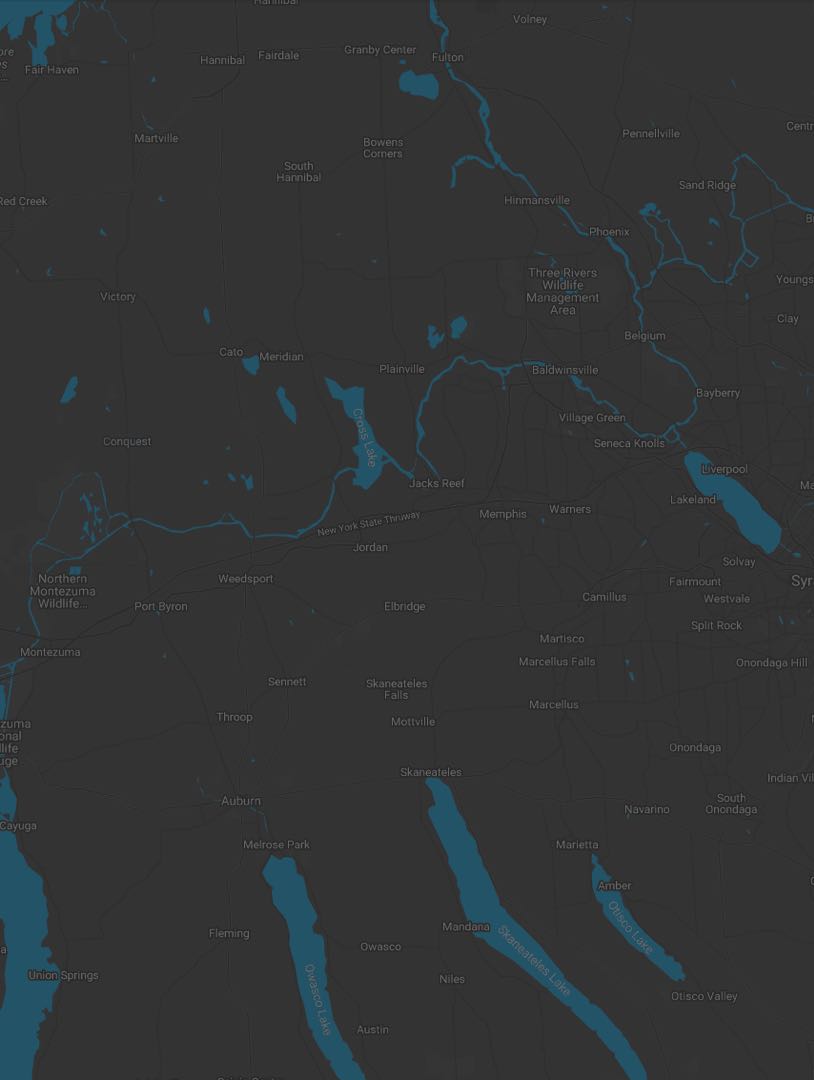 Hannibal
Volney
Granby Center
Fairdale
Hannibal
Fulton
Fair Haven
Martville
Bowens
Corners
Pennellville
South
Hannibal
Sand Ridge
Red Creek
Hinmansville
Phoenix
Three Rivers
Wildlife
Management
Area
Victory
Clay
Belgium
Cato
Meridian
Plainville
Baldwinsville
Bayberry
Village Green
Cross Lake
Conquest
Seneca Knolls
Liverpool
Jacks Reef
Lakeland
New York State Thruway
Memphis
Warners
Jordan
Solvay
Northern
Montezuma
Wildlife...
Weedsport
Fairmount
Syr
Port Byron
Elbridge
Camillus
Westvale
Split Rock
Martisco
Montezuma
Marcellus Falls
Onondaga Hill
Sennett
Skaneateles
Falls
Throop
Mottville
Marcellus
zuma
onal
llife
uge
Onondaga
Skaneateles
Indian Vil
Auburn
South
Onondaga
Navarino
Cayuga
Melrose Park
Marietta
Amber
Otisco Lake
Mandana
Fleming
Skaneateles Lake
Owasco
Union Springs
Niles
Owasco Lake
Otisco Valley
Austin